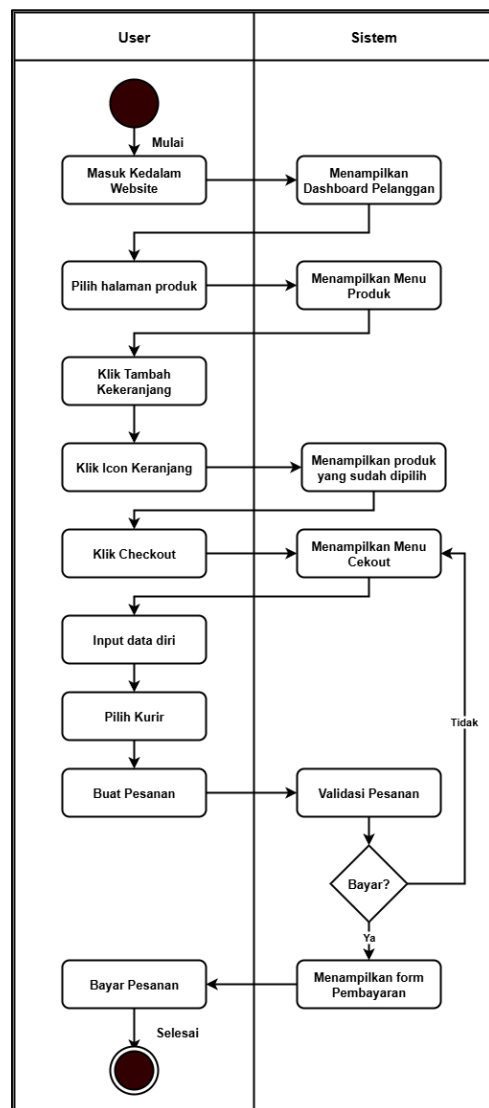 User
Sistem
Mulai
Masuk Kedalam
Website
Menampilkan
Dashboard Pelanggan
Pilih halaman produk
Menampilkan Menu
Produk
Klik Tambah
Kekeranjang
Klik Icon Keranjang
Menampilkan produk
yang sudah dipilih
Klik Checkout
Menampilkan Menu
Cekout
Input data diri
Pilih Kurir
Tidak
Buat Pesanan
Validasi Pesanan
Bayar?
Ya
Bayar Pesanan
Menampilkan form
Pembayaran
Selesai